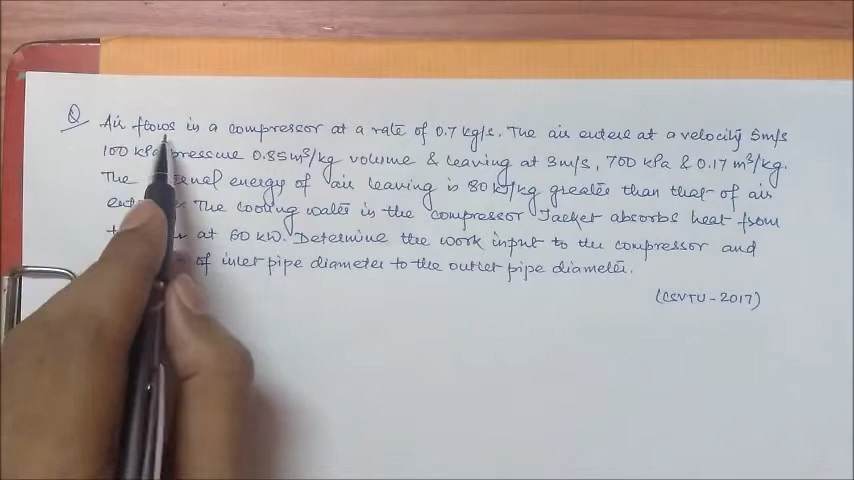 Q Air flows in a compressor at a rate of 0.7 kg/s. The air enters at a velocity 5m/s
100 kPa pressure 0.85 m³/kg volume & leaving at 3m/s, 700 kPa & 0.17 m³/kg.
The energy of air leaving is 80 kJ/kg greater than that of air
The cooling water in the compressor Jacket absorbs heat from
at 60 kW. Determine the work input to the compressor and
of inlet pipe diameter to the outlet pipe diameter.
(CSVTU-2017)